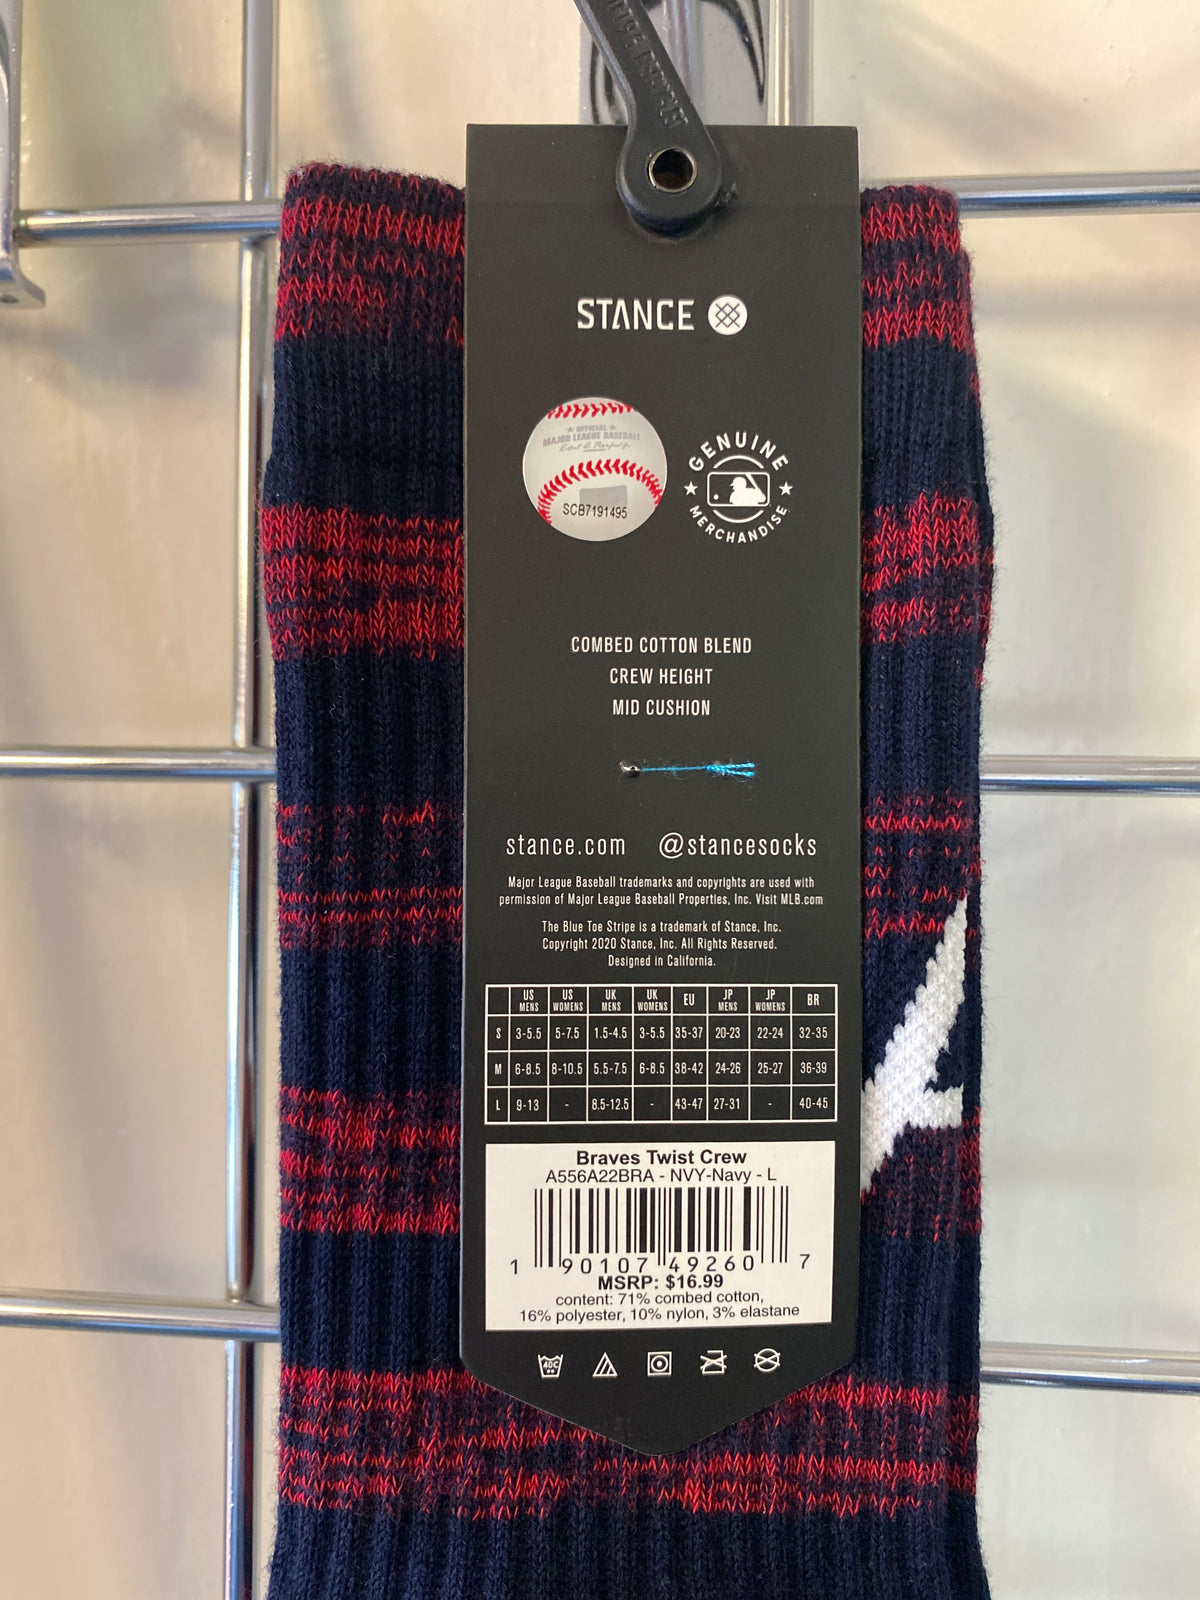 STANCE
OFFICIAL
MAJOR LEAGUE BASEBALL
SCB7191495
GENUINE
MERCHANDISE
COMBED COTTON BLEND
CREW HEIGHT
MID CUSHION
stance.com @stancesocks
Major League Baseball trademarks and copyrights are used with
permission of Major League Baseball Properties, Inc. Visit MLB.com
The Blue Toe Stripe is a trademark of Stance, Inc.
Copyright 2020 Stance, Inc. All Rights Reserved.
Designed in California.
US MENS US WOMENS UK MENS UK WOMENS EU JP MENS JP WOMENS BR
S 3-5.5 5-7.5 1.5-4.5 3-5.5 35-37 20-23 22-24 32-35
M 6-8.5 8-10.5 5.5-7.5 6-8.5 38-42 24-26 25-27 36-39
L 9-13 - 8.5-12.5 - 43-47 27-31 - 40-45
Braves Twist Crew
A556A22BRA - NVY-Navy - L
1 90107 49260 7
MSRP: $16.99
content: 71% combed cotton,
16% polyester, 10% nylon, 3% elastane
40C